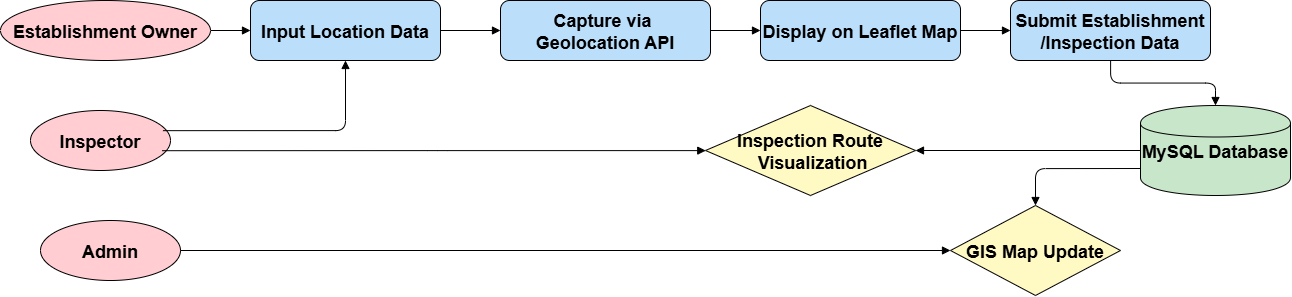 Establishment Owner
Input Location Data
Capture via
Geolocation API
Display on Leaflet Map
Submit Establishment
/Inspection Data
Inspector
Inspection Route
Visualization
MySQL Database
Admin
GIS Map Update